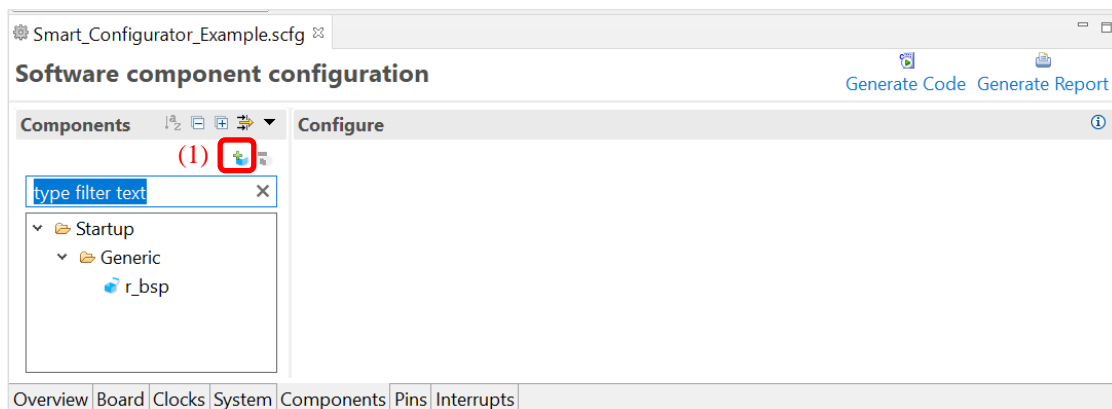 Smart_Configurator_Example.scfg
Software component configuration
Generate Code Generate Report
Components
Configure
(1)
type filter text
Startup
Generic
r_bsp
Overview Board Clocks System Components Pins Interrupts